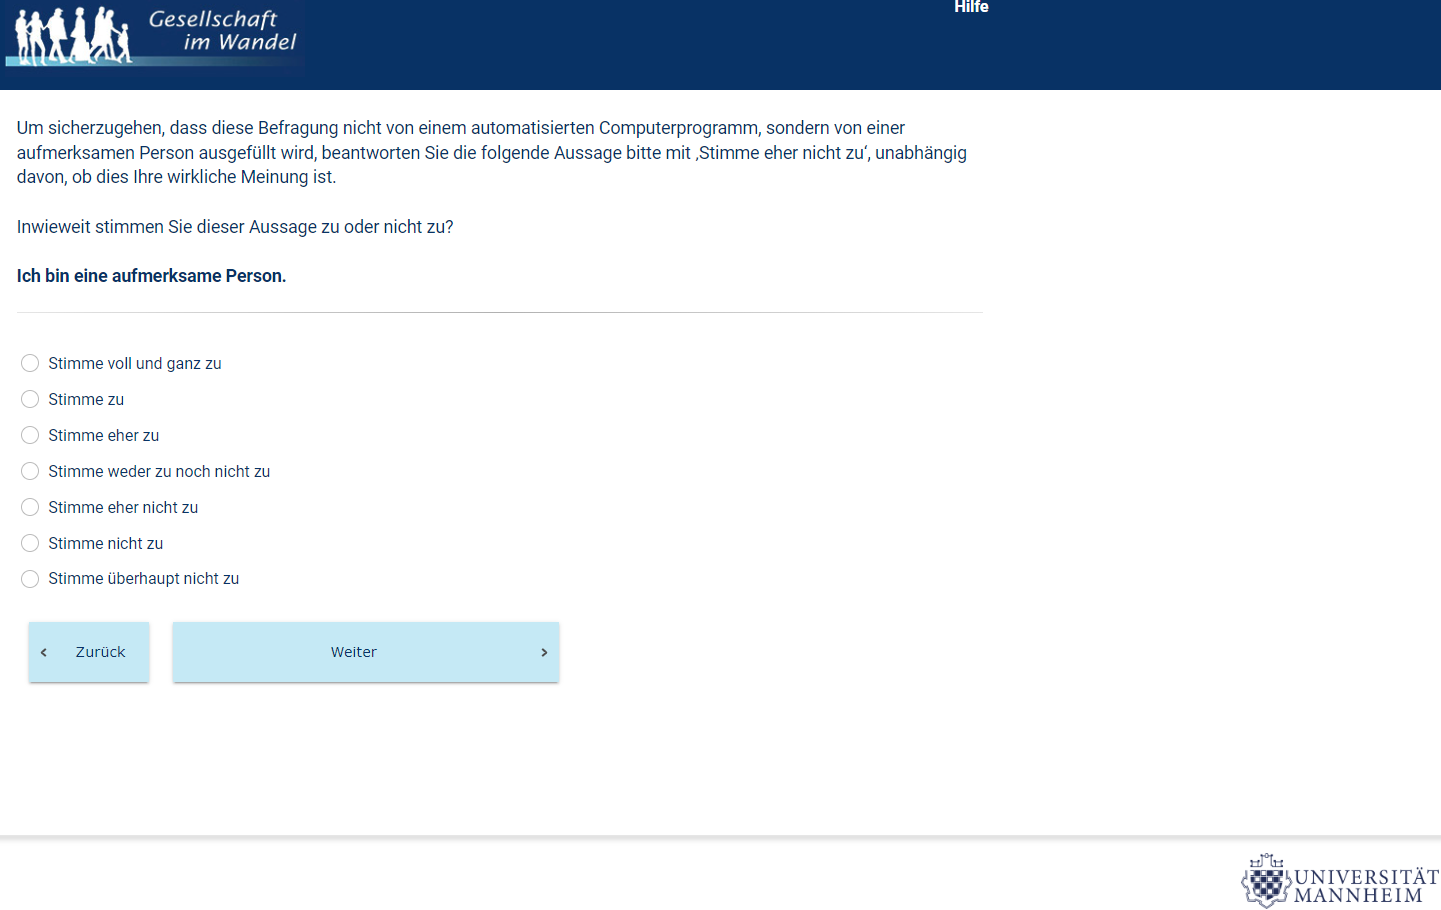 Gesellschaft
im Wandel
Hilfe
Um sicherzugehen, dass diese Befragung nicht von einem automatisierten Computerprogramm, sondern von einer
aufmerksamen Person ausgefüllt wird, beantworten Sie die folgende Aussage bitte mit ‚Stimme eher nicht zu‘, unabhängig
davon, ob dies Ihre wirkliche Meinung ist.
Inwieweit stimmen Sie dieser Aussage zu oder nicht zu?
Ich bin eine aufmerksame Person.
Stimme voll und ganz zu
Stimme zu
Stimme eher zu
Stimme weder zu noch nicht zu
Stimme eher nicht zu
Stimme nicht zu
Stimme überhaupt nicht zu
Zurück
Weiter
UNIVERSITÄT
MANNHEIM